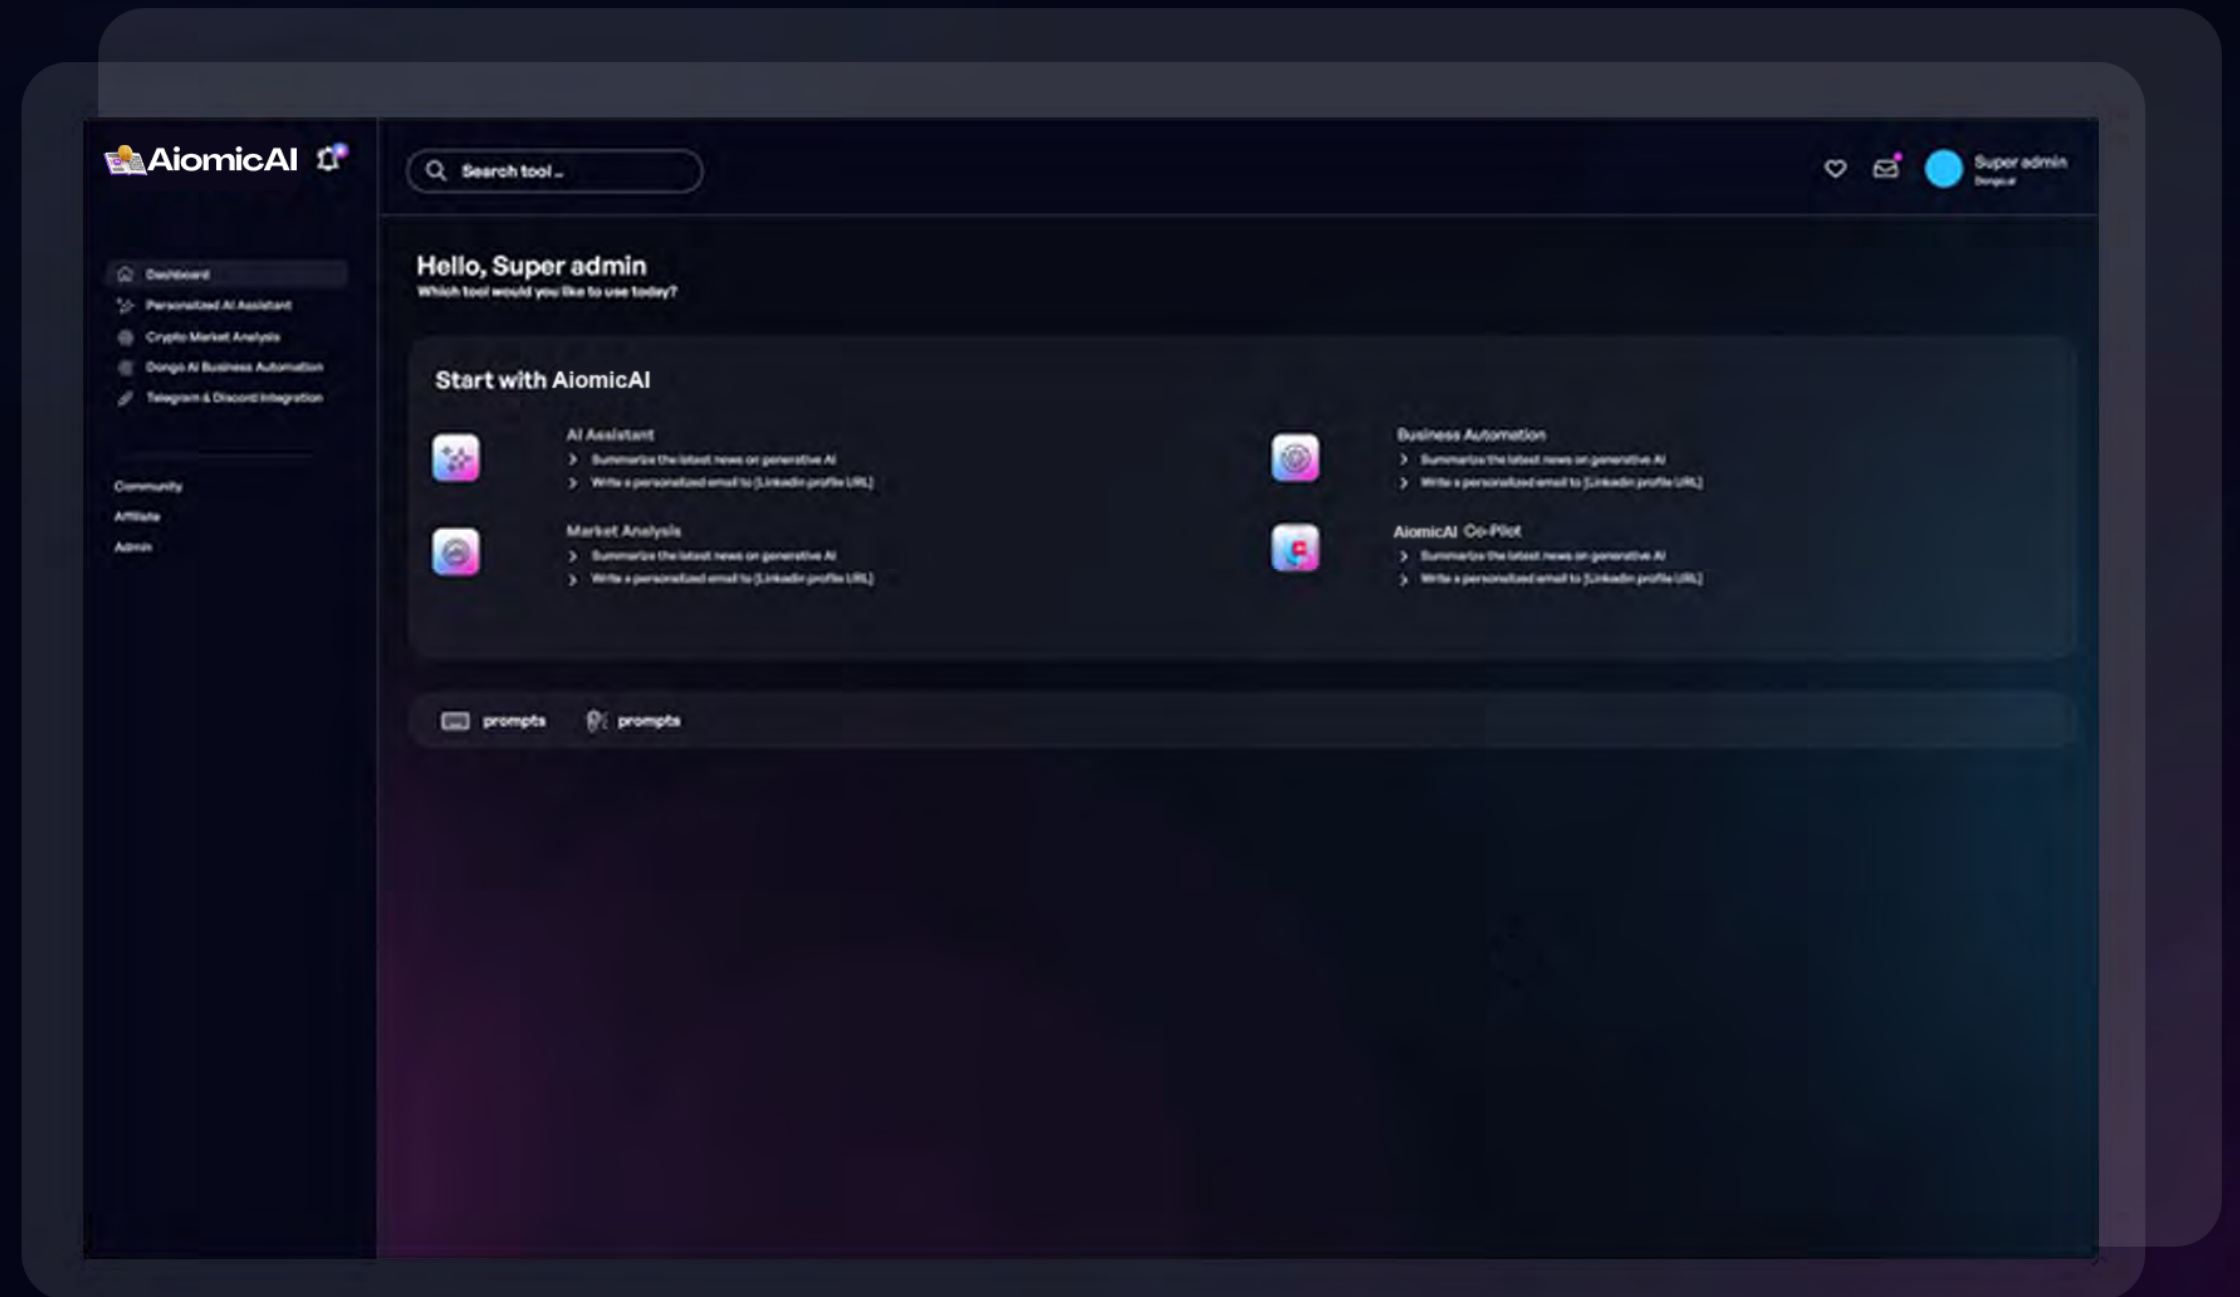 AiomicAI
Search tool ...
Super admin
Dongo.ai
Dashboard
Personalized AI Assistant
Crypto Market Analysis
Dongo AI Business Automation
Telegram & Discord Integration
Community
Affiliate
Admin
Hello, Super admin
Which tool would you like to use today?
Start with AiomicAI
AI Assistant
Summarize the latest news on generative AI
Write a personalized email to [Linkedin profile URL]
Business Automation
Summarize the latest news on generative AI
Write a personalized email to [Linkedin profile URL]
Market Analysis
Summarize the latest news on generative AI
Write a personalized email to [Linkedin profile URL]
AiomicAI Co-Pilot
Summarize the latest news on generative AI
Write a personalized email to [Linkedin profile URL]
prompts
prompts